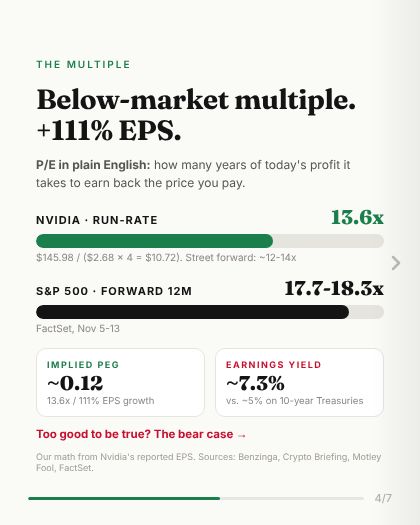 THE MULTIPLE
Below-market multiple.
+111% EPS.
P/E in plain English: how many years of today's profit it
takes to earn back the price you pay.
NVIDIA · RUN-RATE 13.6x
$145.98 / ($2.68 × 4 = $10.72). Street forward: ~12-14x
S&P 500 · FORWARD 12M 17.7-18.3x
FactSet, Nov 5-13
IMPLIED PEG
~0.12
13.6x / 111% EPS growth
EARNINGS YIELD
~7.3%
vs. ~5% on 10-year Treasuries
Too good to be true? The bear case →
Our math from Nvidia's reported EPS. Sources: Benzinga, Crypto Briefing, Motley
Fool, FactSet.
4/7